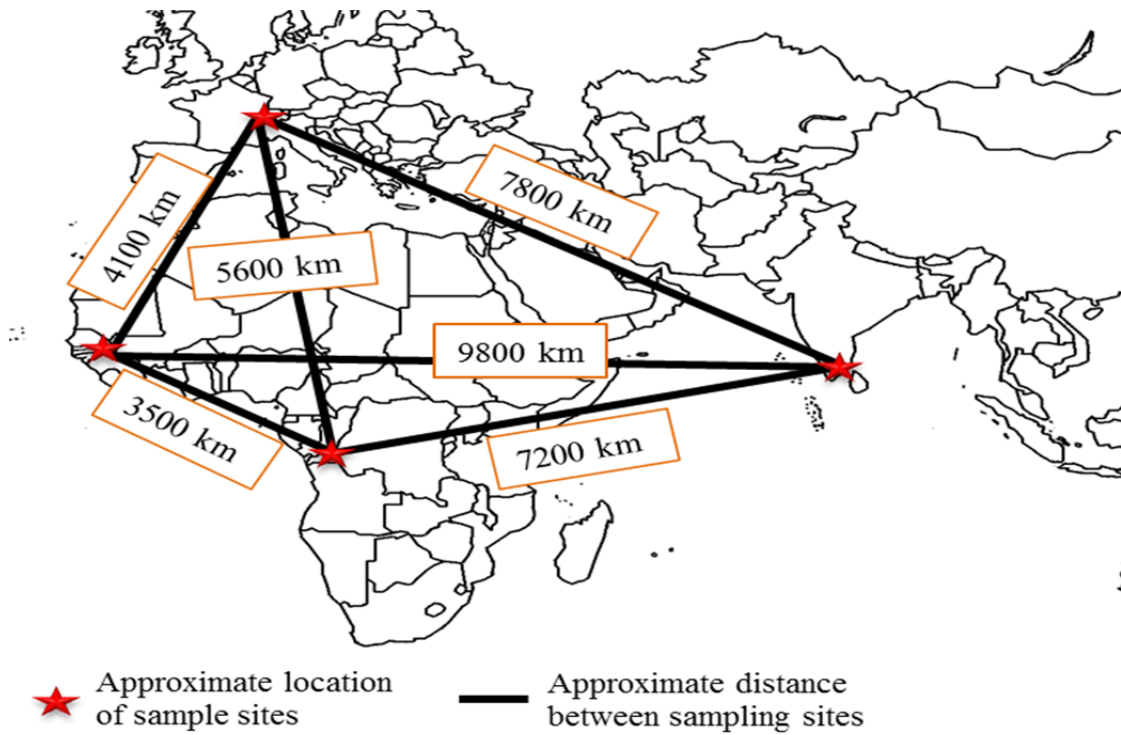 7800 km
4100 km
5600 km
9800 km
3500 km
7200 km
Approximate location
of sample sites
Approximate distance
between sampling sites